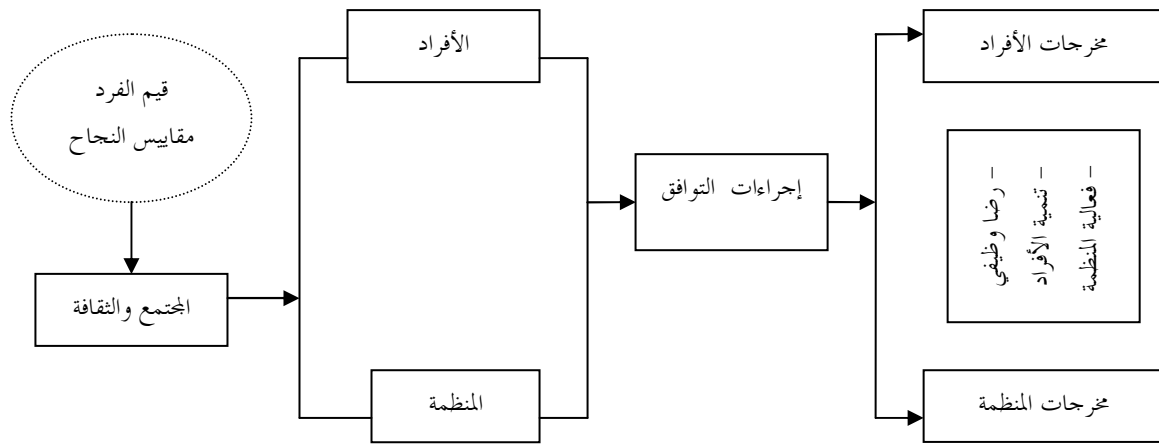 قيم الفرد
مقاييس النجاح
المجتمع والثقافة
الأفراد
المنظمة
إجراءات التوافق
مخرجات الأفراد
– رضا وظيفي
– تنمية الأفراد
– فعالية المنظمة
مخرجات المنظمة